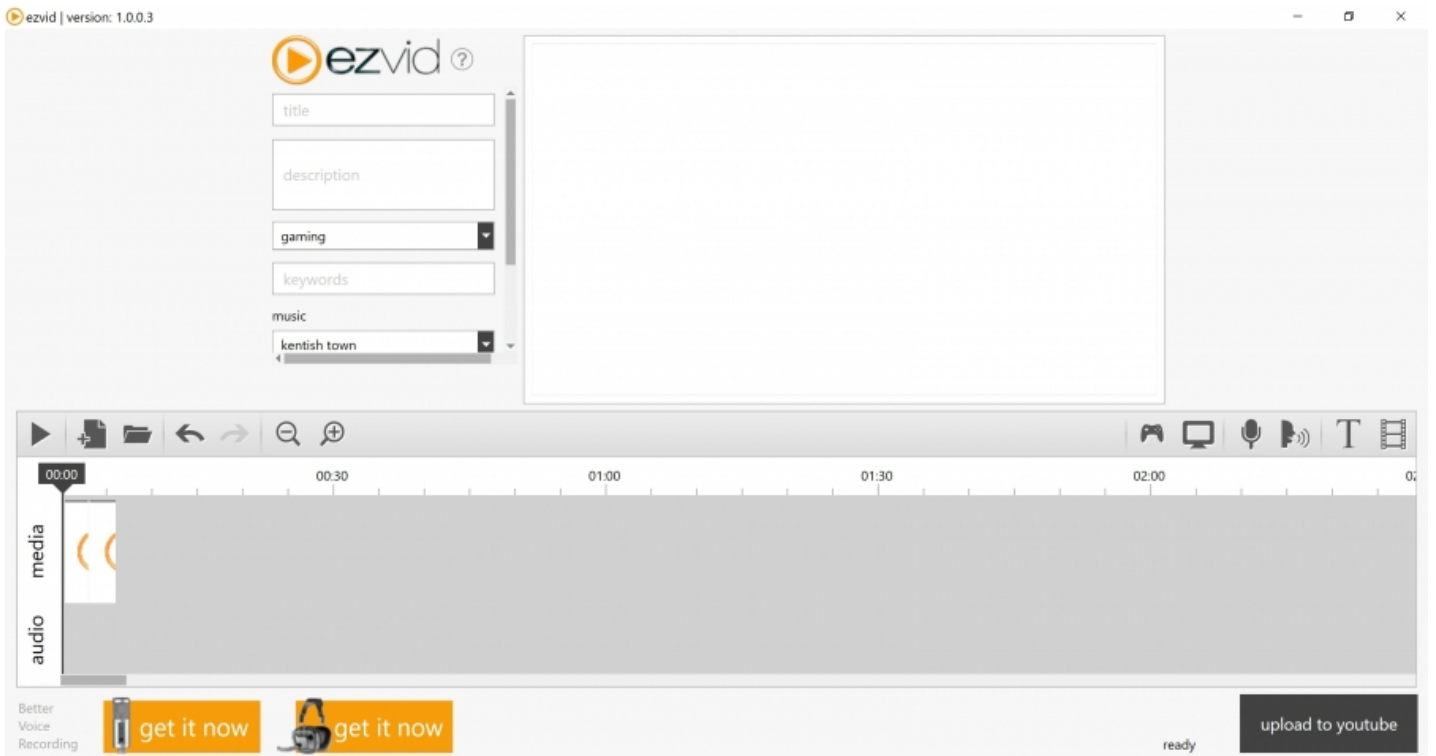 ezvid | version: 1.0.0.3
ezvid ?
title
description
gaming
keywords
music
kentish town
T
00:00 00:30 01:00 01:30 02:00
media
audio
Better
Voice
Recording
get it now
get it now
ready
upload to youtube